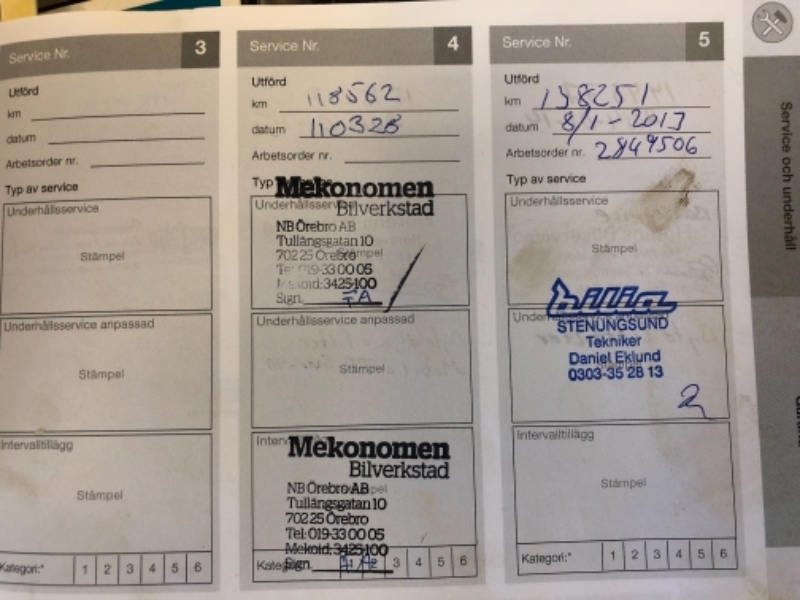 Service Nr. 3
Utförd
km
datum
Arbetsorder nr.
Typ av service
Underhållsservice
Stämpel
Underhållsservice anpassad
Stämpel
Intervalltillägg
Stämpel
Kategori:* 1 2 3 4 5 6
Service Nr. 4
Utförd
km 118562
datum 110328
Arbetsorder nr.
Typ
Mekonomen
Bilverkstad
Underhållsservice
NB Örebro AB
Tullängsgatan 10
702 25 Örebro
Tel: 019-33 00 05
Mekoid: 3425100
Sign.
Underhållsservice anpassad
Stämpel
Mekonomen
Bilverkstad
NB Örebro AB
Tullängsgatan 10
702 25 Örebro
Tel: 019-33 00 05
Mekoid: 3425100
Sign.
3 4 5 6
Service Nr. 5
Utförd
km 138251
datum 8/1-2013
Arbetsorder nr. 2849506
Typ av service
Underhållsservice
Stämpel
bilia
STENUNGSUND
Tekniker
Daniel Eklund
0303-35 28 13
Intervalltillägg
Stämpel
Kategori:* 1 2 3 4 5 6
Service och underhåll